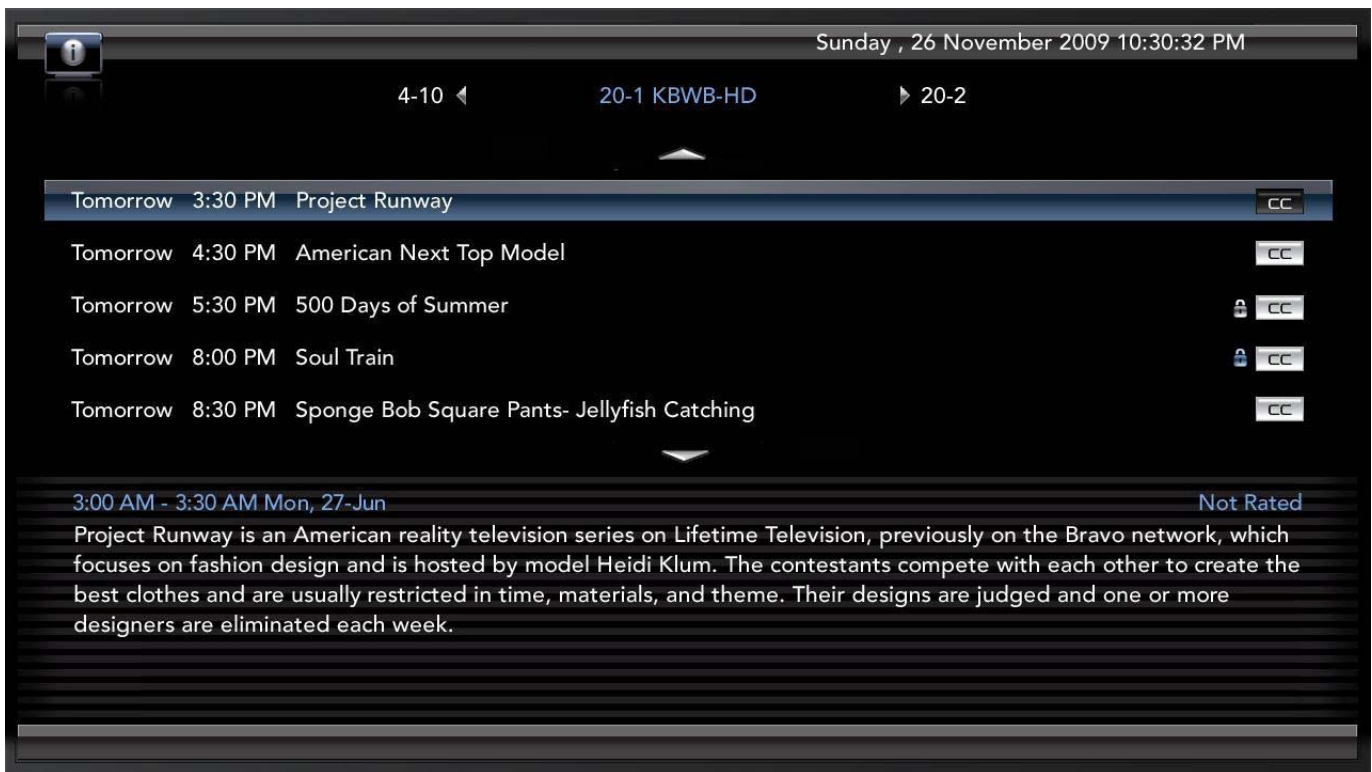 i
Sunday , 26 November 2009 10:30:32 PM
4-10 20-1 KBWB-HD 20-2
Tomorrow 3:30 PM Project Runway CC
Tomorrow 4:30 PM American Next Top Model CC
Tomorrow 5:30 PM 500 Days of Summer CC
Tomorrow 8:00 PM Soul Train CC
Tomorrow 8:30 PM Sponge Bob Square Pants- Jellyfish Catching CC
3:00 AM - 3:30 AM Mon, 27-Jun Not Rated
Project Runway is an American reality television series on Lifetime Television, previously on the Bravo network, which
focuses on fashion design and is hosted by model Heidi Klum. The contestants compete with each other to create the
best clothes and are usually restricted in time, materials, and theme. Their designs are judged and one or more
designers are eliminated each week.